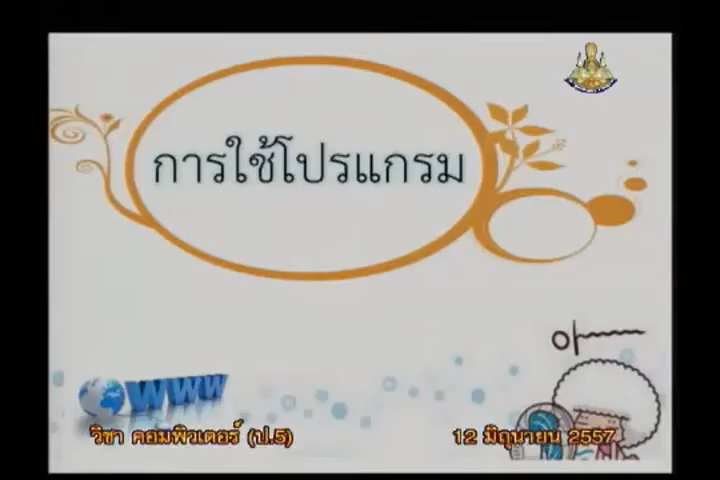 การใช้โปรแกรม
아
www
วิชา คอมพิวเตอร์ (ป.5)
12 มิถุนายน 2557